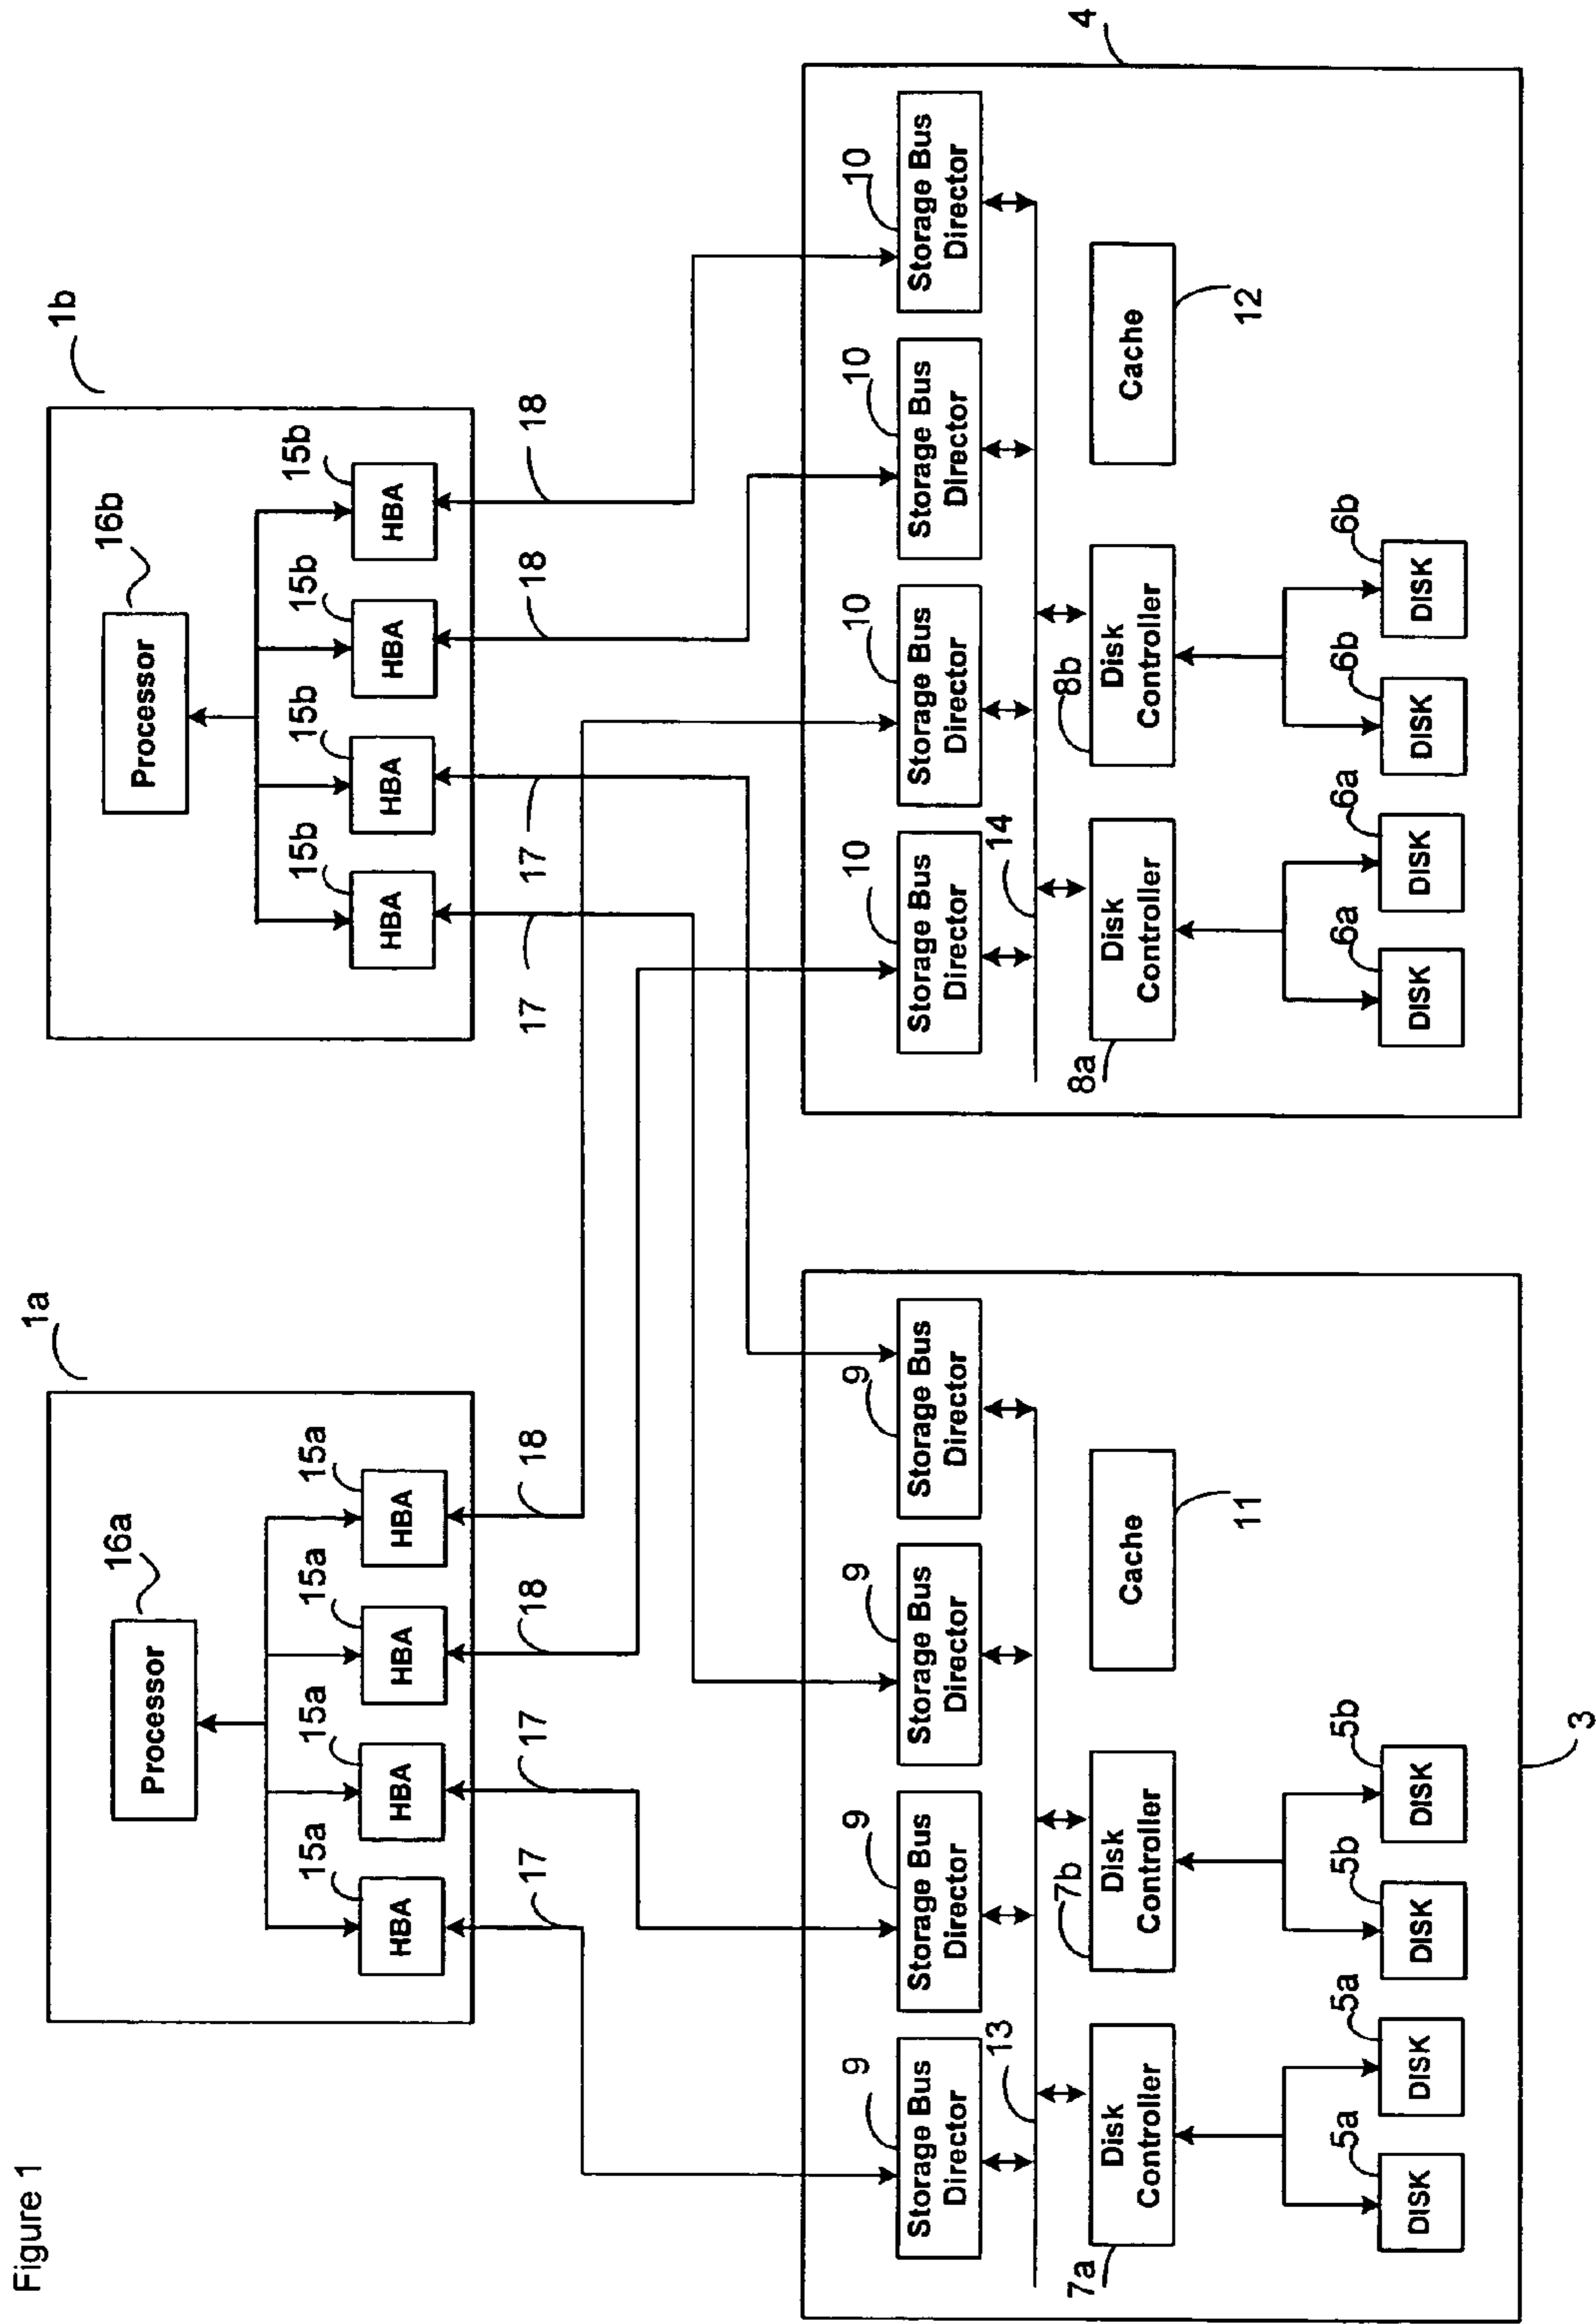 Figure 1
1a
1b
16a
16b
Processor
Processor
15a
15a
15a
15a
15b
15b
15b
15b
HBA
HBA
HBA
HBA
HBA
HBA
HBA
HBA
17
17
18
18
17
17
18
18
9
9
9
9
10
10
10
10
4
Storage Bus
Director
Storage Bus
Director
Storage Bus
Director
Storage Bus
Director
Storage Bus
Director
Storage Bus
Director
Storage Bus
Director
Storage Bus
Director
13
14
7a
7b
8a
8b
Disk
Controller
Disk
Controller
Cache
Disk
Controller
Disk
Controller
Cache
11
12
5a
5a
5b
5b
6a
6a
6b
6b
DISK
DISK
DISK
DISK
DISK
DISK
DISK
DISK
3